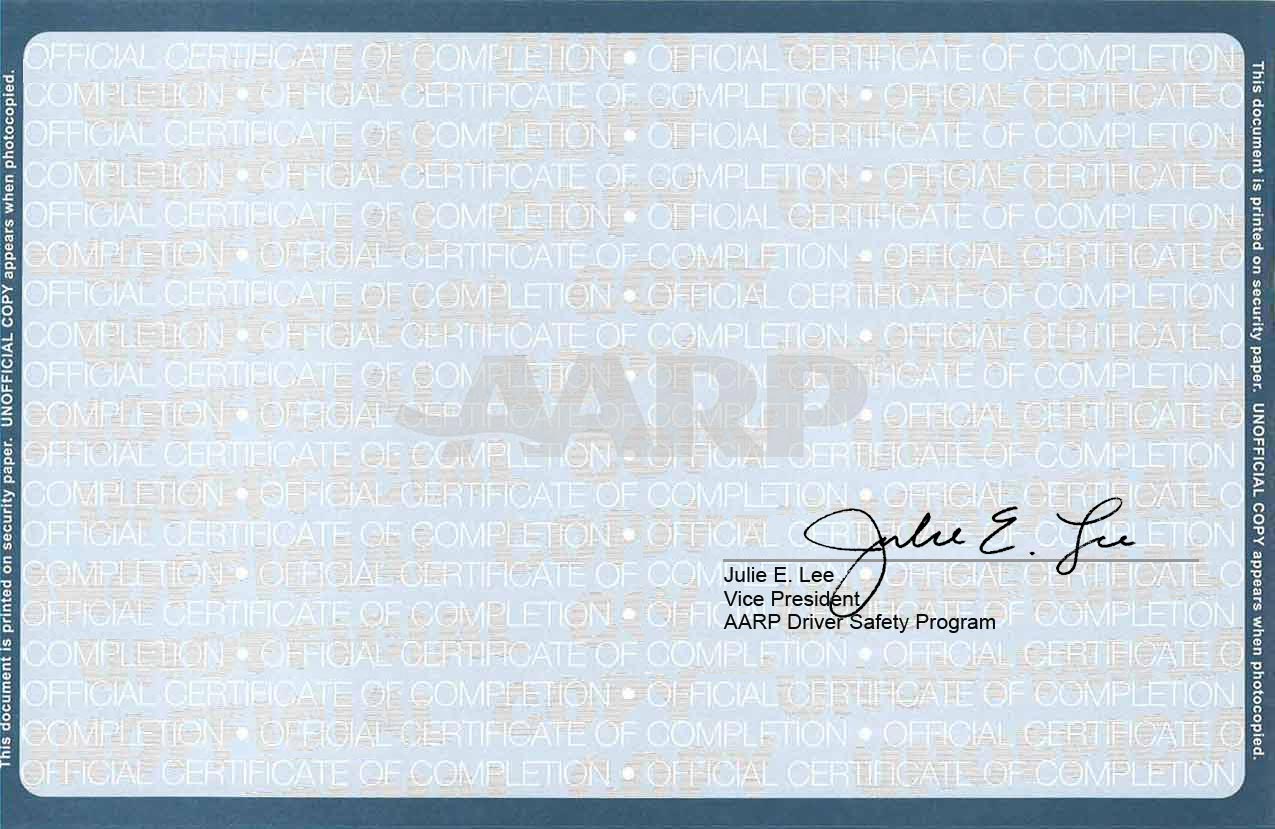 This document is printed on security paper. UNOFFICIAL COPY appears when photocopied.
OFFICIAL CERTIFICATE OF COMPLETION • OFFICIAL CERTIFICATE OF COMPLETION
COMPLETION • OFFICIAL CERTIFICATE OF COMPLETION • OFFICIAL CERTIFICATE O
OFFICIAL CERTIFICATE OF COMPLETION • OFFICIAL CERTIFICATE OF COMPLETION
COMPLETION • OFFICIAL CERTIFICATE OF COMPLETION • OFFICIAL CERTIFICATE O
OFFICIAL CERTIFICATE OF COMPLETION • OFFICIAL CERTIFICATE OF COMPLETION
COMPLETION • OFFICIAL CERTIFICATE OF COMPLETION • OFFICIAL CERTIFICATE O
OFFICIAL CERTIFICATE OF COMPLETION • OFFICIAL CERTIFICATE OF COMPLETION
COMPLETION • OFFICIAL CERTIFICATE OF COMPLETION • OFFICIAL CERTIFICATE O
OFFICIAL CERTIFICATE OF COMPLETION • OFFICIAL CERTIFICATE OF COMPLETION
AARP
COMPLETION • OFFICIAL CERTIFICATE OF COMPLETION • OFFICIAL CERTIFICATE O
OFFICIAL CERTIFICATE OF COMPLETION • OFFICIAL CERTIFICATE OF COMPLETION
COMPLETION • OFFICIAL CERTIFICATE OF COMPLETION • OFFICIAL CERTIFICATE O
OFFICIAL CERTIFICATE OF COMPLETION • OFFICIAL CERTIFICATE OF COMPLETION
Julie E. Lee
COMPLETION • OFFICIAL CERTIFICATE OF COMPLETION • OFFICIAL CERTIFICATE O
Julie E. Lee
Vice President
AARP Driver Safety Program
OFFICIAL CERTIFICATE OF COMPLETION • OFFICIAL CERTIFICATE OF COMPLETION
COMPLETION • OFFICIAL CERTIFICATE OF COMPLETION • OFFICIAL CERTIFICATE O
OFFICIAL CERTIFICATE OF COMPLETION • OFFICIAL CERTIFICATE OF COMPLETION
COMPLETION • OFFICIAL CERTIFICATE OF COMPLETION • OFFICIAL CERTIFICATE O
OFFICIAL CERTIFICATE OF COMPLETION • OFFICIAL CERTIFICATE OF COMPLETION
This document is printed on security paper. UNOFFICIAL COPY appears when photocopied.